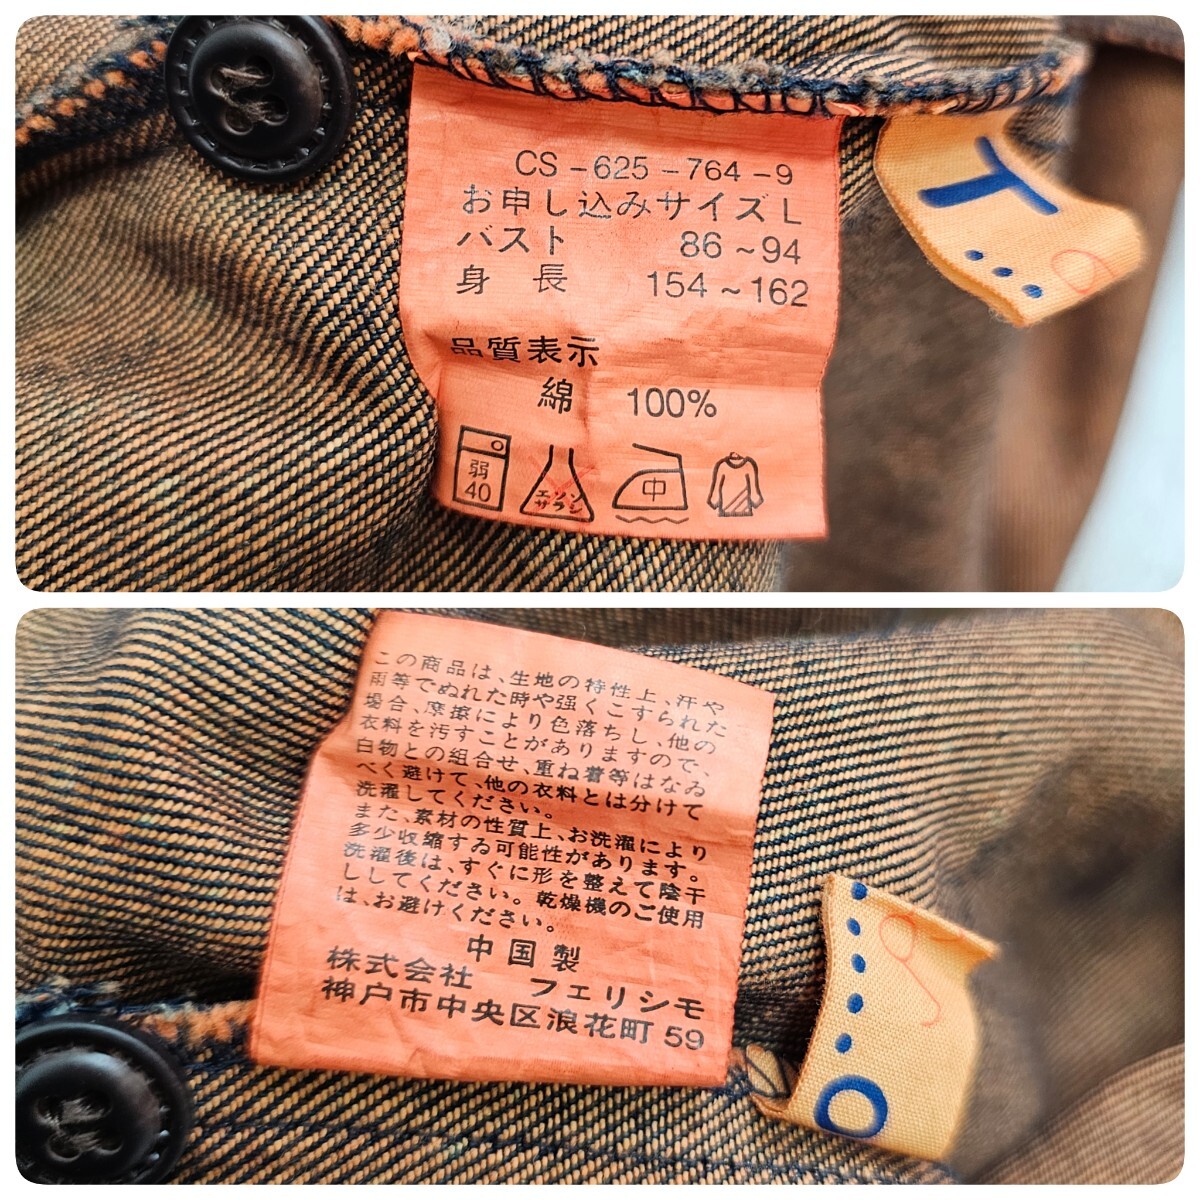 CS-625-764-9
お申し込みサイズL
バスト 86～94
身長 154～162
品質表示
綿 100%
弱
40
エンソ
サラシ
中
T
この商品は、生地の特性上、汗や
雨等でぬれた時や強くこすられた
場合、摩擦により色落ちし、他の
衣料を汚すことがありますので、
白物との組合せ、重ね着等はなる
べく避けて、他の衣料とは分けて
洗濯してください。
また、素材の性質上、お洗濯により
多少収縮する可能性があります。
洗濯後は、すぐに形を整えて陰干
ししてください。乾燥機のご使用
は、お避けください。
中国製
株式会社 フェリシモ
神戸市中央区浪花町59
O